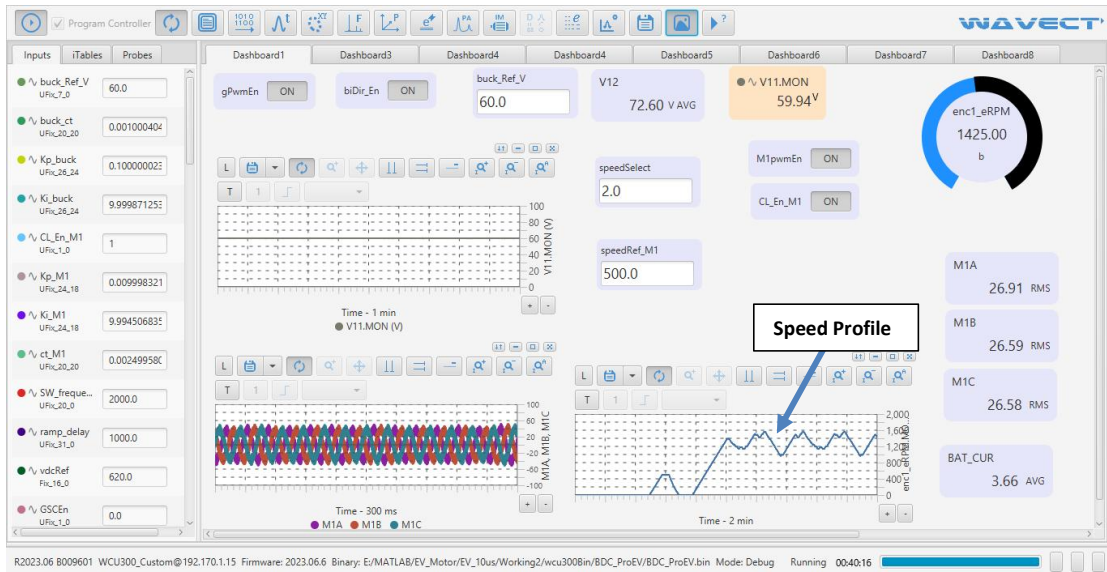 Program Controller
WAVECT
Inputs iTables Probes
Dashboard1 Dashboard3 Dashboard4 Dashboard4 Dashboard5 Dashboard6 Dashboard7 Dashboard8
buck_Ref_V
UFix_7_0
60.0
buck_ct
UFix_20_20
0.001000404
Kp_buck
UFix_26_24
0.10000002
Ki_buck
UFix_26_24
9.99987125
CL_En_M1
UFix_1_0
1
Kp_M1
UFix_24_18
0.009998321
Ki_M1
UFix_24_18
9.99450683
ct_M1
UFix_20_20
0.00249958
SW_freque...
UFix_20_0
2000.0
ramp_delay
UFix_31_0
1000.0
vdcRef
Fix_16_0
620.0
GSCEn
UFix_1_0
0.0
gPwmEn ON
biDir_En ON
buck_Ref_V
60.0
V12
72.60 V AVG
V11.MON
59.94 V
enc1_eRPM
1425.00
b
speedSelect
2.0
M1pwmEn ON
CL_En_M1 ON
speedRef_M1
500.0
L
T 1
100
80
60
40
20
0
V11.MON (V)
Time - 1 min
V11.MON (V)
L
T 1
100
60
20
-20
-60
-100
M1A, M1B, M1C
Time - 300 ms
M1A M1B M1C
Speed Profile
L
T 1
2,000
1,600
800
400
0
Time - 2 min
M1A
26.91 RMS
M1B
26.59 RMS
M1C
26.58 RMS
BAT_CUR
3.66 AVG
R2023.06 B009601 WCU300_Custom@192.170.1.15 Firmware: 2023.06.6 Binary: E:/MATLAB/EV_Motor/EV_10us/Working2/wcu300Bin/BDC_ProEV/BDC_ProEV.bin Mode: Debug Running 00:40:16